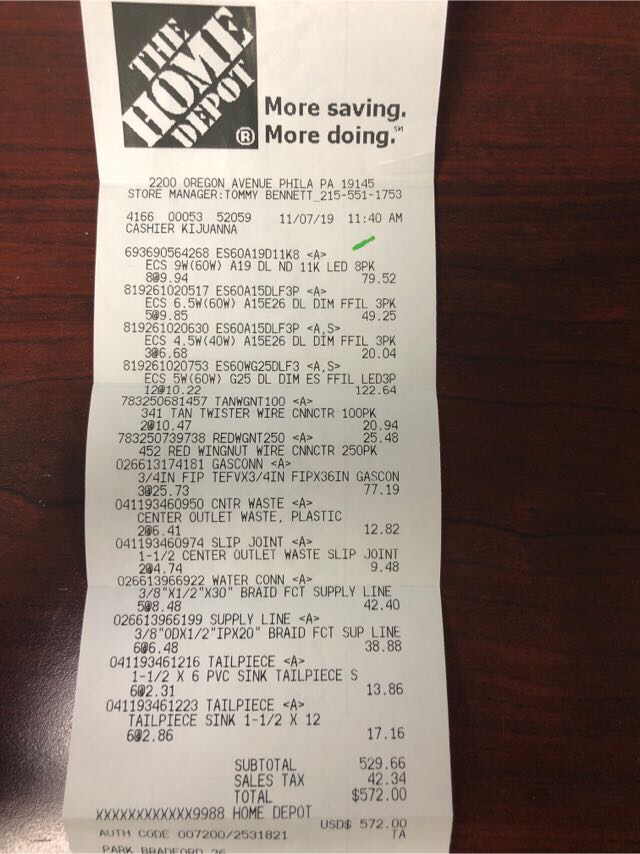 THE
HOME
DEPOT
®
More saving.
More doing.℠
2200 OREGON AVENUE PHILA PA 19145
STORE MANAGER:TOMMY BENNETT 215-551-1753
4166 00053 52059 11/07/19 11:40 AM
CASHIER KIJUANNA
693690564268 ES60A19D11K8 <A>
ECS 9W(60W) A19 DL ND 11K LED 8PK
8@9.94 79.52
819261020517 ES60A15DLF3P <A>
ECS 6.5W(60W) A15E26 DL DIM FFIL 3PK
5@9.85 49.25
819261020630 ES60A15DLF3P <A,S>
ECS 4.5W(40W) A15E26 DL DIM FFIL 3PK
3@6.68 20.04
819261020753 ES60WG25DLF3 <A,S>
ECS 5W(60W) G25 DL DIM ES FFIL LED3P
12@10.22 122.64
783250681457 TANWGNT100 <A>
341 TAN TWISTER WIRE CNNCTR 100PK
2@10.47 20.94
783250739738 REDWGNT250 <A> 25.48
452 RED WINGNUT WIRE CNNCTR 250PK
026613174181 GASCONN <A>
3/4IN FIP TEFVX3/4IN FIPX36IN GASCON
3@25.73 77.19
041193460950 CNTR WASTE <A>
CENTER OUTLET WASTE, PLASTIC
2@6.41 12.82
041193460974 SLIP JOINT <A>
1-1/2 CENTER OUTLET WASTE SLIP JOINT
2@4.74 9.48
026613966922 WATER CONN <A>
3/8"X1/2"X30" BRAID FCT SUPPLY LINE
5@8.48 42.40
026613966199 SUPPLY LINE <A>
3/8"ODX1/2"IPX20" BRAID FCT SUP LINE
6@6.48 38.88
041193461216 TAILPIECE <A>
1-1/2 X 6 PVC SINK TAILPIECE S
6@2.31 13.86
041193461223 TAILPIECE <A>
TAILPIECE SINK 1-1/2 X 12
6@2.86 17.16
SUBTOTAL 529.66
SALES TAX 42.34
TOTAL $572.00
XXXXXXXXXXXX9988 HOME DEPOT
USD$ 572.00
AUTH CODE 007200/2531821 TA
PARK BRADFORD